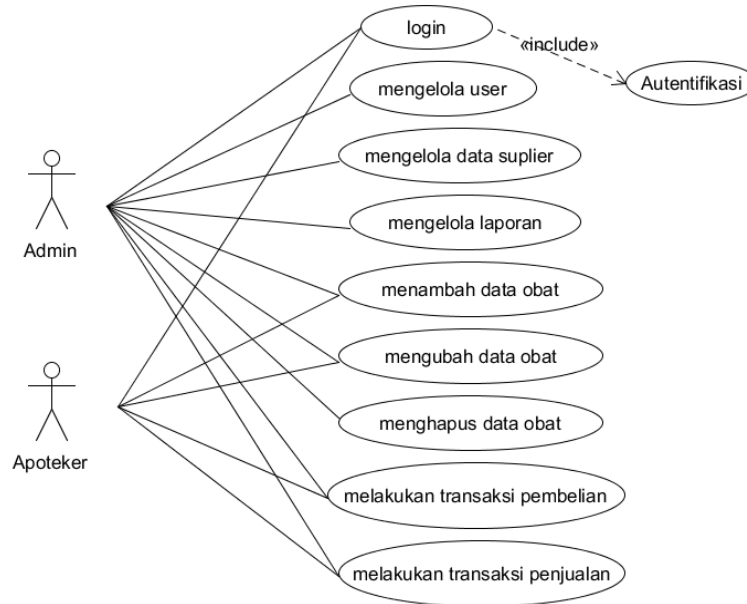 login
«include»
Autentifikasi
mengelola user
mengelola data suplier
mengelola laporan
Admin
menambah data obat
mengubah data obat
menghapus data obat
Apoteker
melakukan transaksi pembelian
melakukan transaksi penjualan